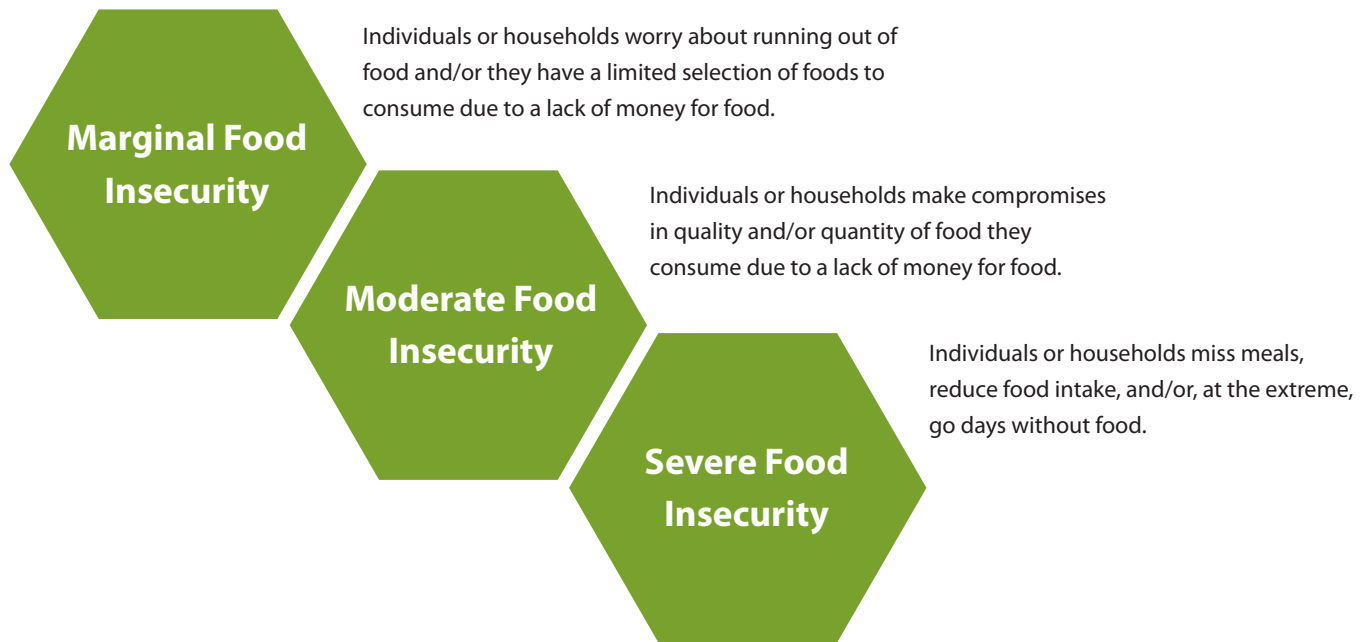 Individuals or households worry about running out of
food and/or they have a limited selection of foods to
consume due to a lack of money for food.
Marginal Food
Insecurity
Individuals or households make compromises
in quality and/or quantity of food they
consume due to a lack of money for food.
Moderate Food
Insecurity
Individuals or households miss meals,
reduce food intake, and/or, at the extreme,
go days without food.
Severe Food
Insecurity